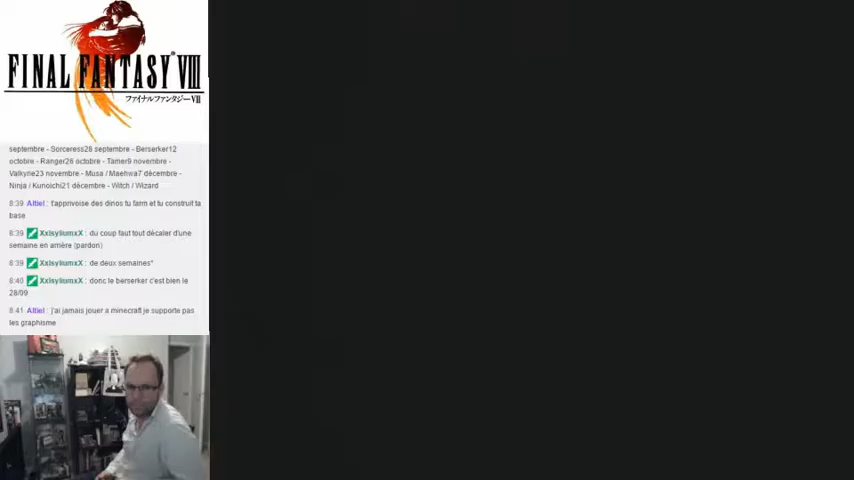 FINAL FANTASY VIII
ファイナルファンタジーVIII
septembre - Sorceress28 septembre - Berserker12
octobre - Ranger26 octobre - Tamer9 novembre -
Valkyrie23 novembre - Musa / Maehwa7 décembre -
Ninja / Kunoichi21 décembre - Witch / Wizard
8:39 Altiel : t'apprivoise des dinos tu farm et tu construit ta
base
8:39 XxIsyliumxX : du coup faut tout décaler d'une
semaine en arrière (pardon)
8:39 XxIsyliumxX : de deux semaines*
8:40 XxIsyliumxX : donc le berserker c'est bien le
28/09
8:41 Altiel : j'ai jamais jouer a minecraft je supporte pas
les graphisme